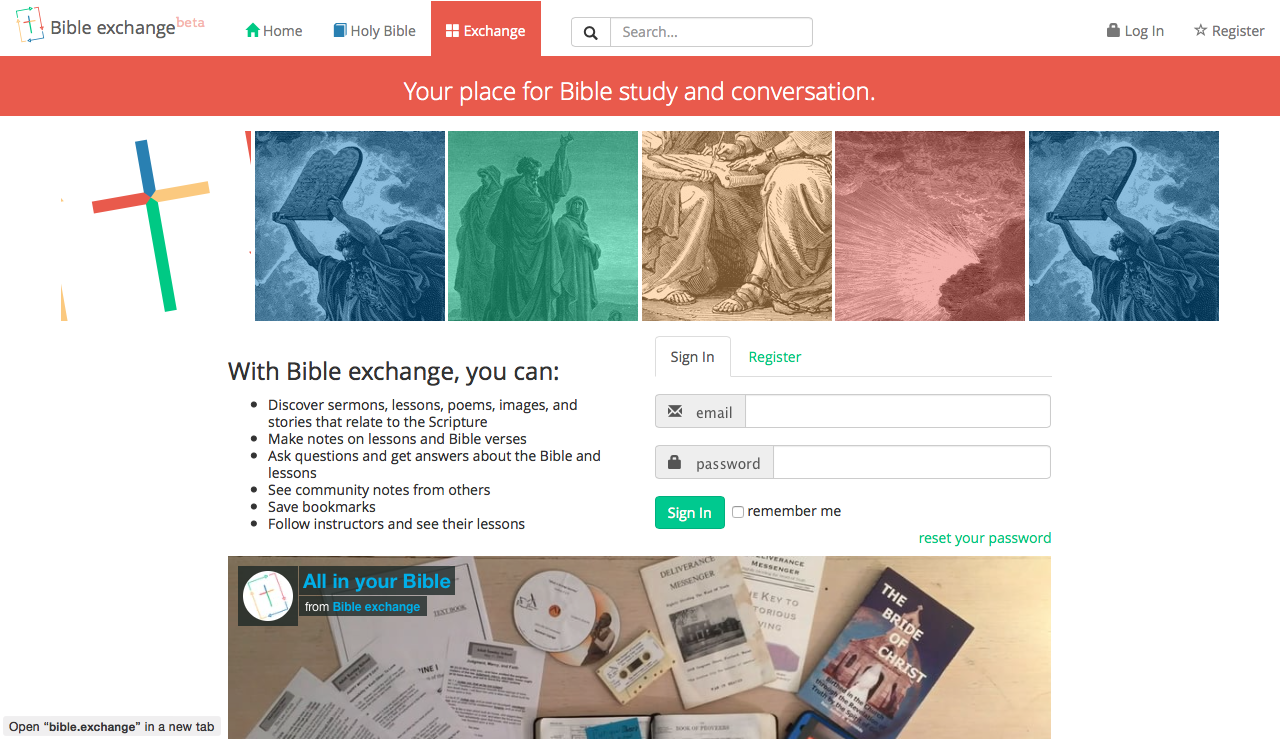 Bible exchange beta
Home
Holy Bible
Exchange
Search...
Log In
Register
Your place for Bible study and conversation.
With Bible exchange, you can:
Discover sermons, lessons, poems, images, and
stories that relate to the Scripture
Make notes on lessons and Bible verses
Ask questions and get answers about the Bible and
lessons
See community notes from others
Save bookmarks
Follow instructors and see their lessons
Sign In
Register
email
password
Sign In
remember me
reset your password
All in your Bible
from Bible exchange
TEXT BOOK
DELIVERANCE
MESSENGER
DELIVERANCE
MESSENGER
THE KEY TO
THE
BRIDE
OF
CHRIST
BOOK OF PROVERBS
Open “bible.exchange” in a new tab